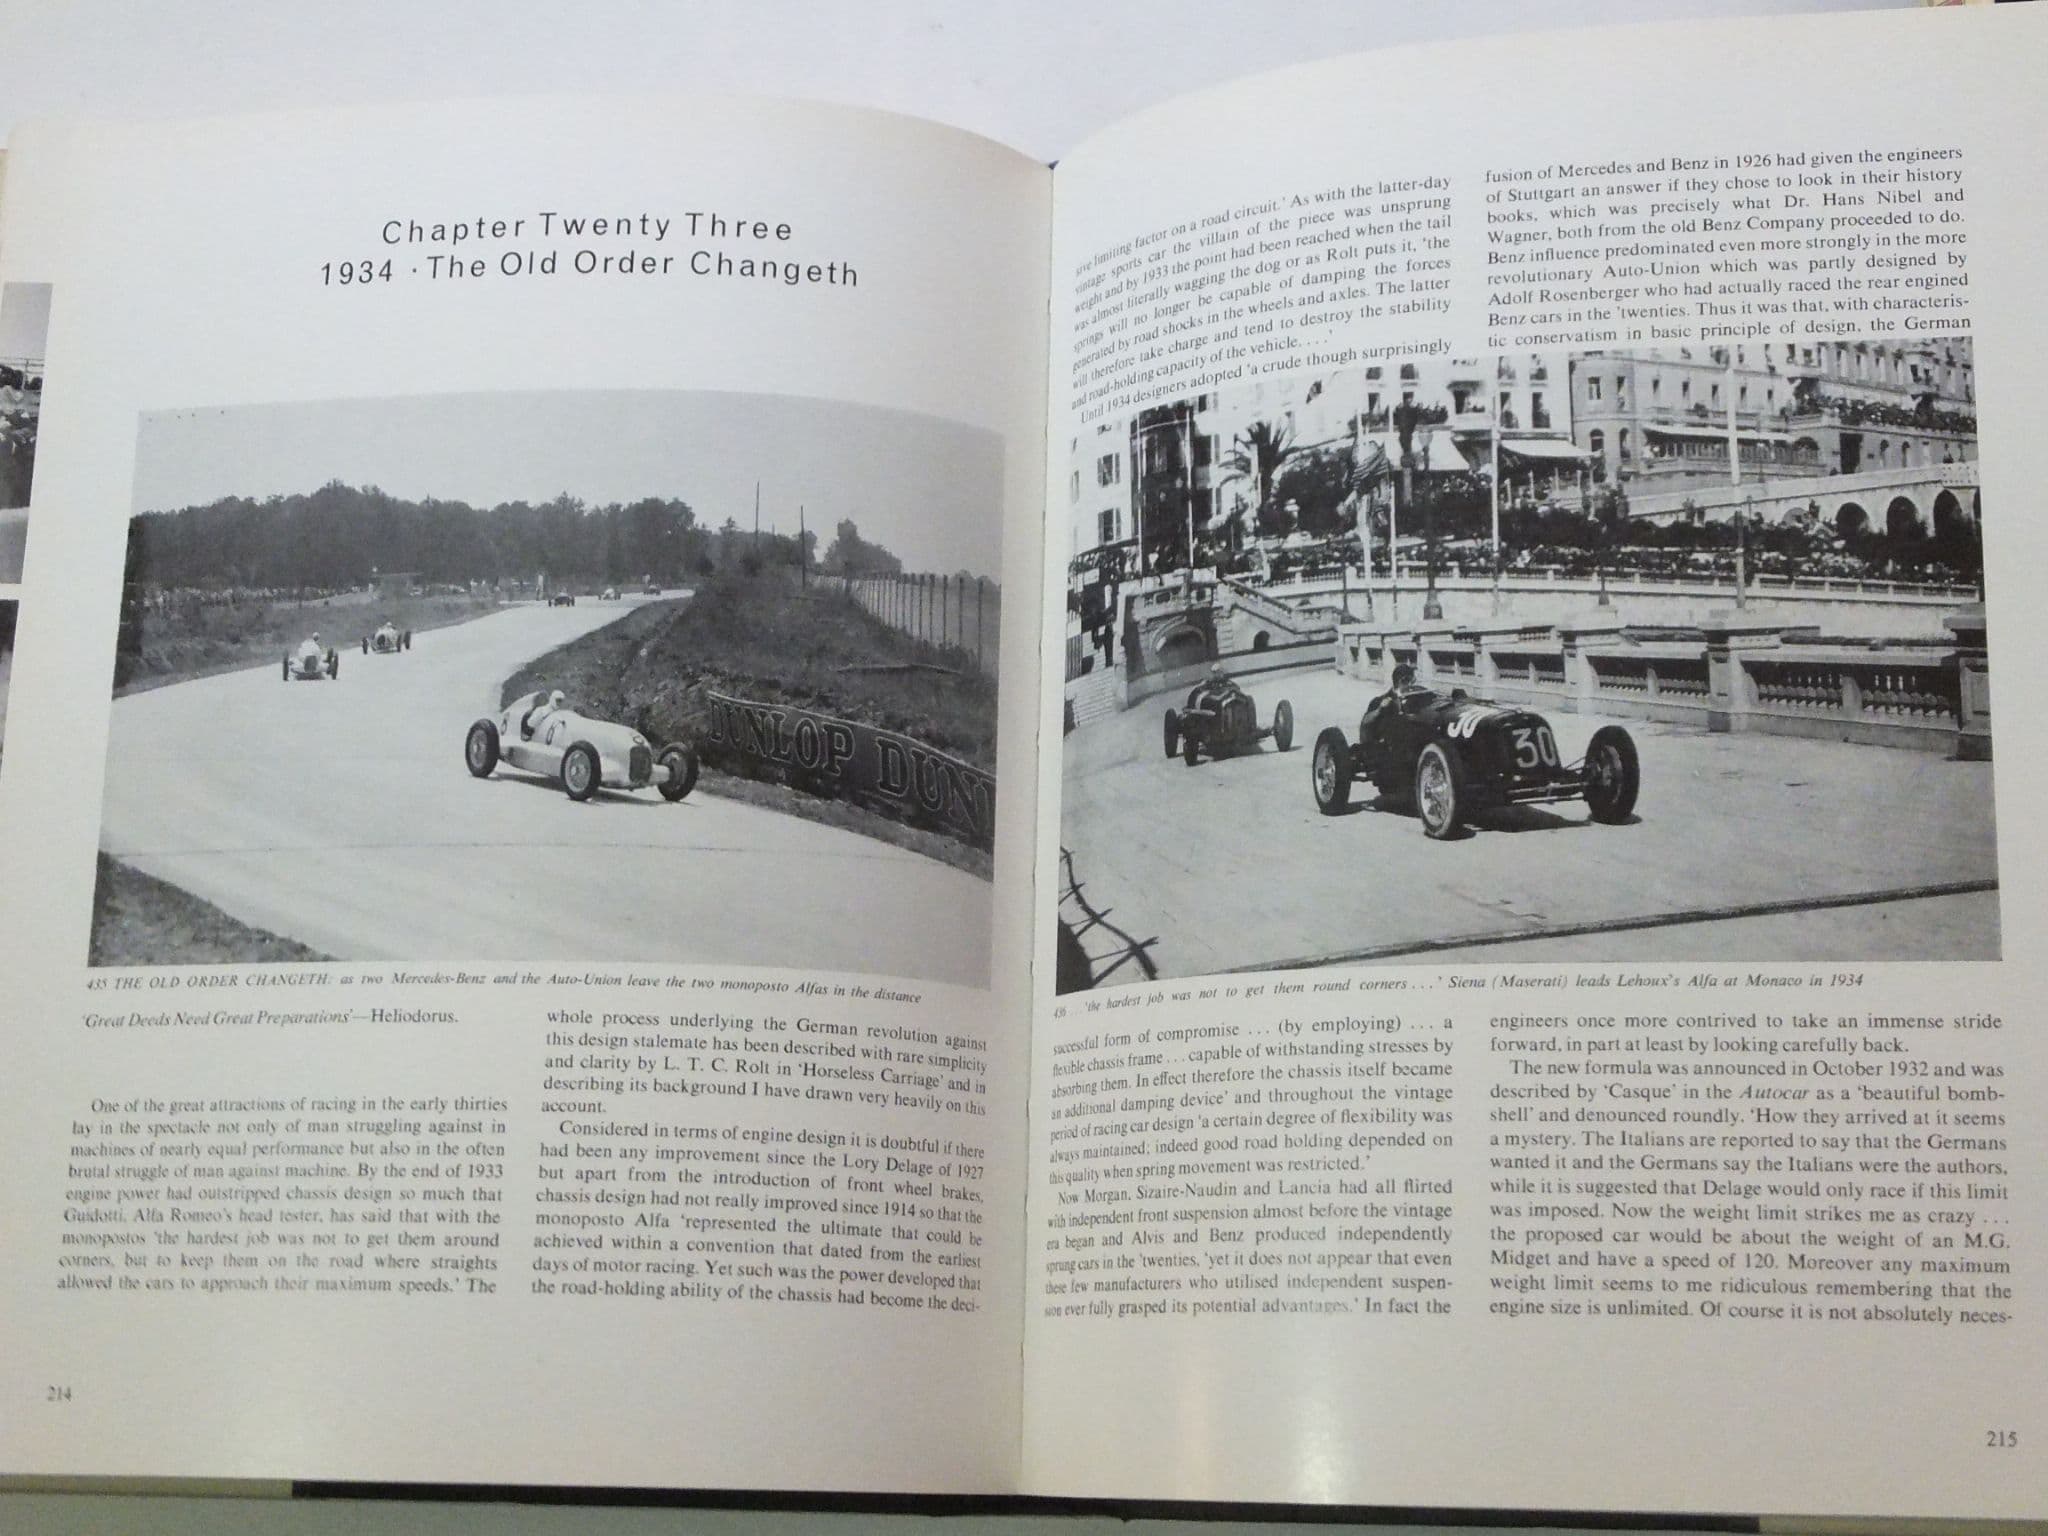 Chapter Twenty Three
1934 · The Old Order Changeth
DUNLOP DUN
435 THE OLD ORDER CHANGETH: as two Mercedes-Benz and the Auto-Union leave the two monoposto Alfas in the distance
'Great Deeds Need Great Preparations'—Heliodorus.
One of the great attractions of racing in the early thirties
lay in the spectacle not only of man struggling against in
machines of nearly equal performance but also in the often
brutal struggle of man against machine. By the end of 1933
engine power had outstripped chassis design so much that
Guidotti, Alfa Romeo's head tester, has said that with the
monopostos 'the hardest job was not to get them around
corners, but to keep them on the road where straights
allowed the cars to approach their maximum speeds.' The
whole process underlying the German revolution against
this design stalemate has been described with rare simplicity
and clarity by L. T. C. Rolt in 'Horseless Carriage' and in
describing its background I have drawn very heavily on this
account.
Considered in terms of engine design it is doubtful if there
had been any improvement since the Lory Delage of 1927
but apart from the introduction of front wheel brakes,
chassis design had not really improved since 1914 so that the
monoposto Alfa 'represented the ultimate that could be
achieved within a convention that dated from the earliest
days of motor racing. Yet such was the power developed that
the road-holding ability of the chassis had become the deci-
214
sive limiting factor on a road circuit.' As with the latter-day
vintage sports car the villain of the piece was unsprung
weight and by 1933 the point had been reached when the tail
was almost literally wagging the dog or as Rolt puts it, 'the
springs will no longer be capable of damping the forces
generated by road shocks in the wheels and axles. The latter
will therefore take charge and tend to destroy the stability
and road-holding capacity of the vehicle. . . .'
Until 1934 designers adopted 'a crude though surprisingly
fusion of Mercedes and Benz in 1926 had given the engineers
of Stuttgart an answer if they chose to look in their history
books, which was precisely what Dr. Hans Nibel and
Wagner, both from the old Benz Company proceeded to do.
Benz influence predominated even more strongly in the more
revolutionary Auto-Union which was partly designed by
Adolf Rosenberger who had actually raced the rear engined
Benz cars in the 'twenties. Thus it was that, with characteris-
tic conservatism in basic principle of design, the German
30
30
436 . . . 'the hardest job was not to get them round corners . . .' Siena (Maserati) leads Lehoux's Alfa at Monaco in 1934
successful form of compromise . . . (by employing) . . . a
flexible chassis frame . . . capable of withstanding stresses by
absorbing them. In effect therefore the chassis itself became
an additional damping device' and throughout the vintage
period of racing car design 'a certain degree of flexibility was
always maintained; indeed good road holding depended on
this quality when spring movement was restricted.'
Now Morgan, Sizaire-Naudin and Lancia had all flirted
with independent front suspension almost before the vintage
era began and Alvis and Benz produced independently
sprung cars in the 'twenties, 'yet it does not appear that even
these few manufacturers who utilised independent suspen-
sion ever fully grasped its potential advantages.' In fact the
engineers once more contrived to take an immense stride
forward, in part at least by looking carefully back.
The new formula was announced in October 1932 and was
described by 'Casque' in the Autocar as a 'beautiful bomb-
shell' and denounced roundly. 'How they arrived at it seems
a mystery. The Italians are reported to say that the Germans
wanted it and the Germans say the Italians were the authors,
while it is suggested that Delage would only race if this limit
was imposed. Now the weight limit strikes me as crazy . . .
the proposed car would be about the weight of an M.G.
Midget and have a speed of 120. Moreover any maximum
weight limit seems to me ridiculous remembering that the
engine size is unlimited. Of course it is not absolutely neces-
215